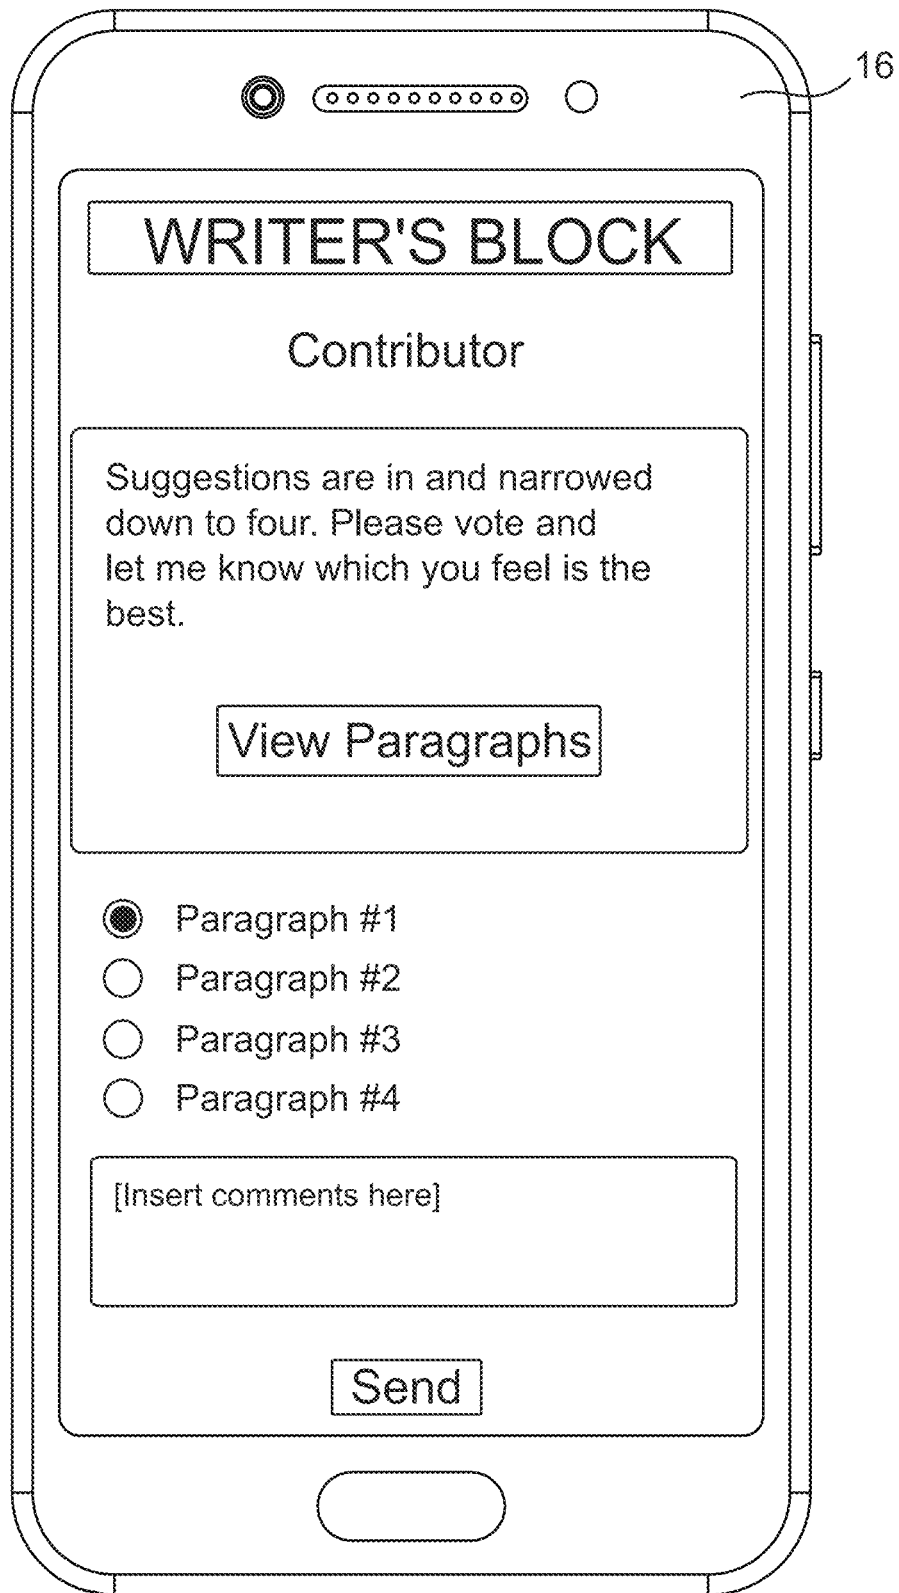 16
WRITER'S BLOCK
Contributor
Suggestions are in and narrowed
down to four. Please vote and
let me know which you feel is the
best.
View Paragraphs
Paragraph #1
Paragraph #2
Paragraph #3
Paragraph #4
[Insert comments here]
Send